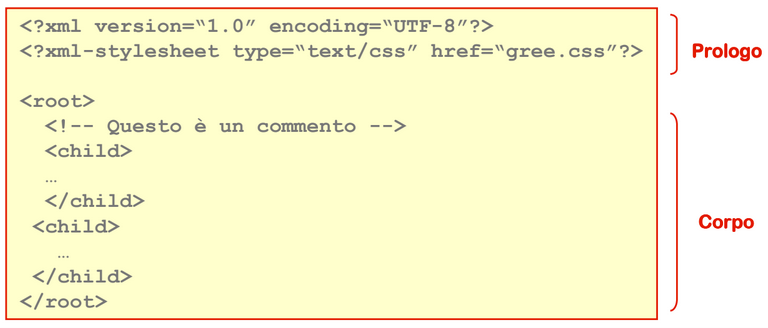 <?xml version=“1.0” encoding=“UTF-8”?>
<?xml-stylesheet type=“text/css” href=“gree.css”?>
Prologo
<root>
<!-- Questo è un commento -->
<child>
…
</child>
<child>
…
</child>
</root>
Corpo